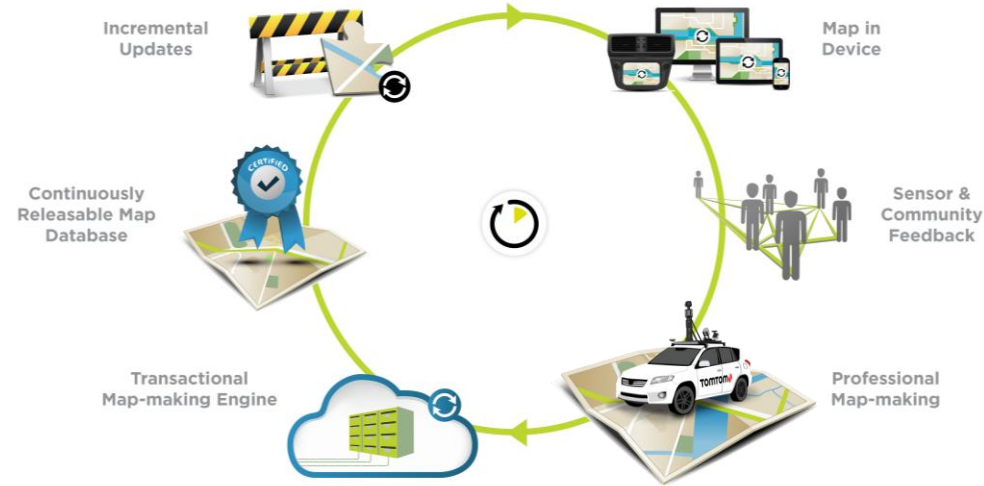 Incremental
Updates
Map in
Device
CERTIFIED
Continuously
Releasable Map
Database
Sensor &
Community
Feedback
TOMTOM
Transactional
Map-making Engine
Professional
Map-making